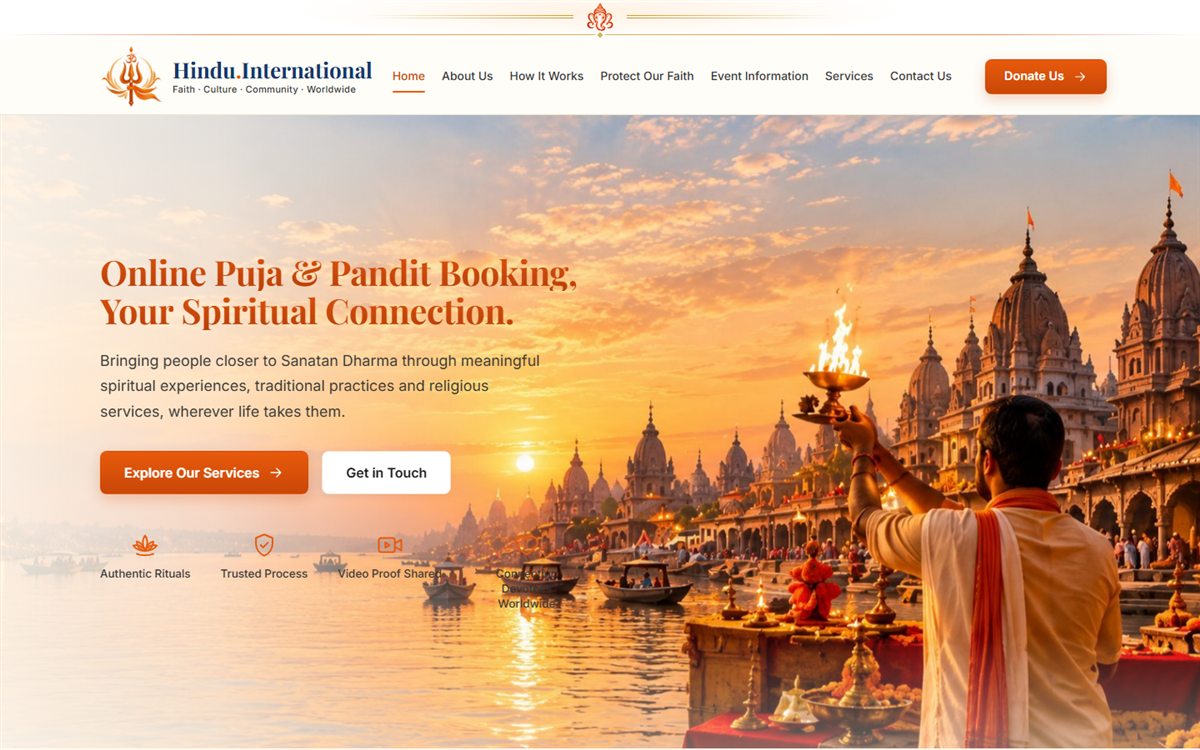 Hindu.International
Faith · Culture · Community · Worldwide
Home
About Us
How It Works
Protect Our Faith
Event Information
Services
Contact Us
Donate Us →
Online Puja & Pandit Booking,
Your Spiritual Connection.
Bringing people closer to Sanatan Dharma through meaningful
spiritual experiences, traditional practices and religious
services, wherever life takes them.
Explore Our Services →
Get in Touch
Authentic Rituals
Trusted Process
Video Proof Shared
Worldwide